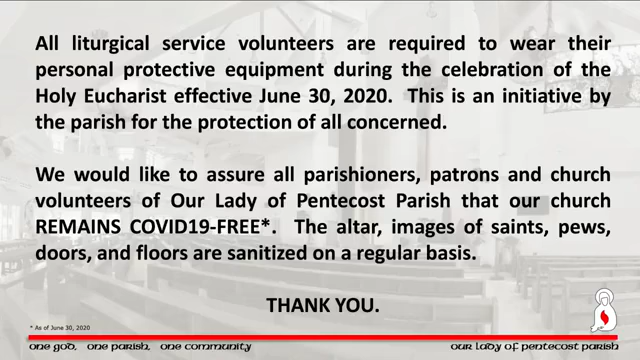 All liturgical service volunteers are required to wear their
personal protective equipment during the celebration of the
Holy Eucharist effective June 30, 2020. This is an initiative by
the parish for the protection of all concerned.
We would like to assure all parishioners, patrons and church
volunteers of Our Lady of Pentecost Parish that our church
REMAINS COVID19-FREE*. The altar, images of saints, pews,
doors, and floors are sanitized on a regular basis.
THANK YOU.
* As of June 30, 2020
one god, one parish, one community
our lady of pentecost parish